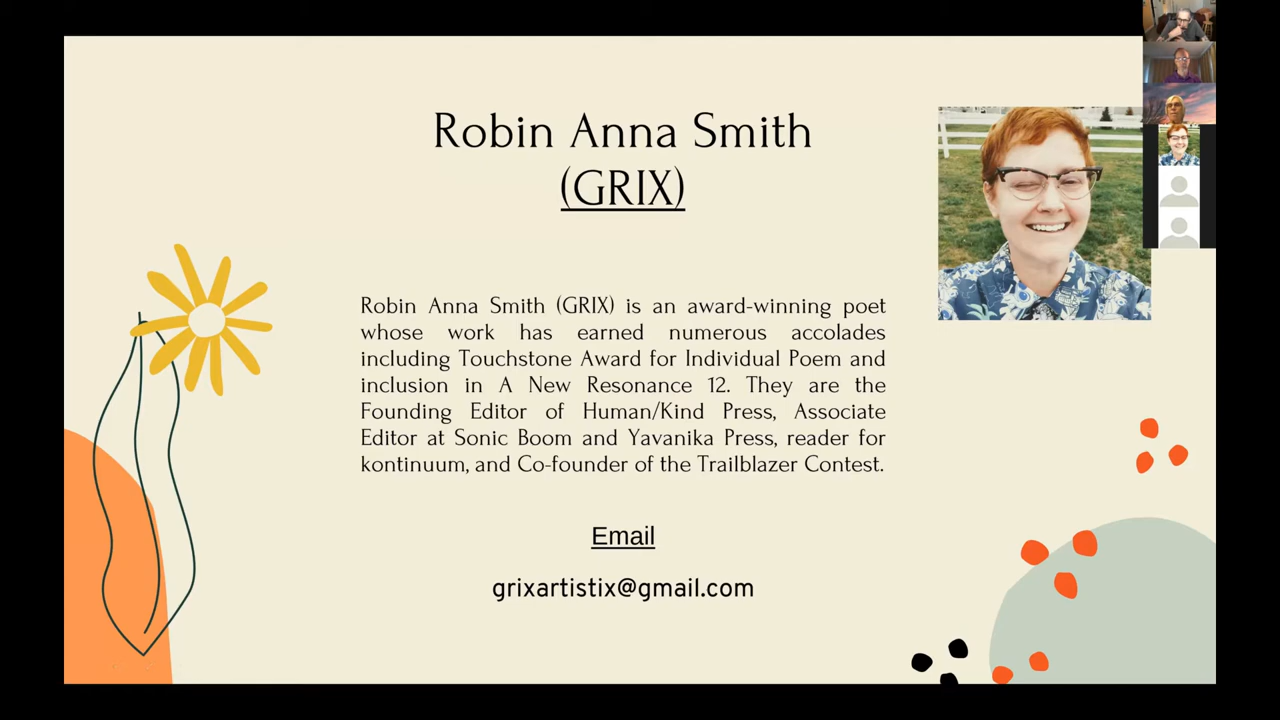 Robin Anna Smith
(GRIX)
Robin Anna Smith (GRIX) is an award-winning poet
whose work has earned numerous accolades
including Touchstone Award for Individual Poem and
inclusion in A New Resonance 12. They are the
Founding Editor of Human/Kind Press, Associate
Editor at Sonic Boom and Yavanika Press, reader for
kontinuum, and Co-founder of the Trailblazer Contest.
Email
grixartistix@gmail.com